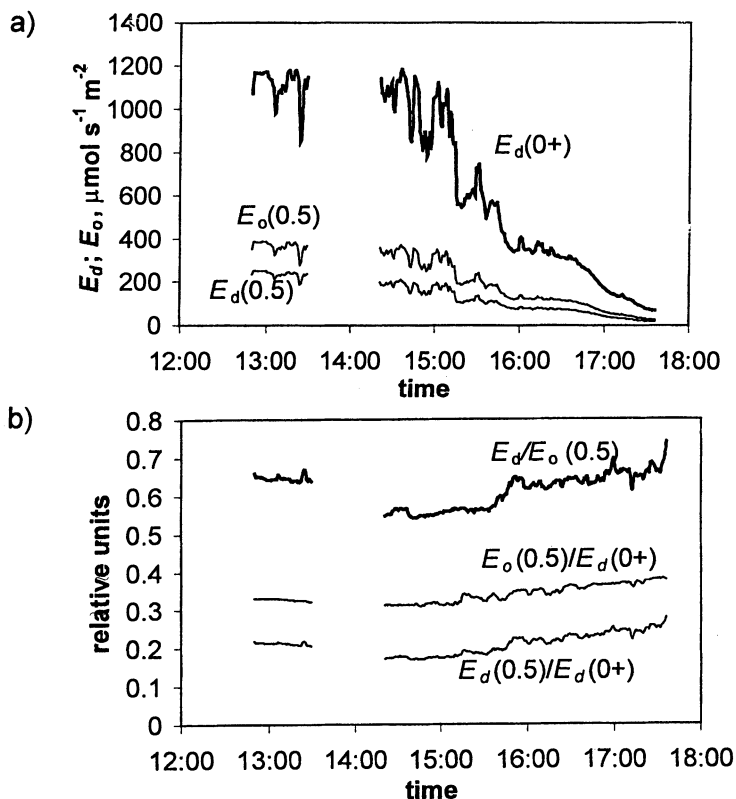 a)
Ed; Eo, μmol s⁻¹ m⁻²
1400
1200
1000
800
600
400
200
0
Ed(0+)
Eo(0.5)
Ed(0.5)
12:00 13:00 14:00 15:00 16:00 17:00 18:00
time
b)
relative units
0.8
0.7
0.6
0.5
0.4
0.3
0.2
0.1
0
Ed/Eo (0.5)
Eo(0.5)/Ed(0+)
Ed(0.5)/Ed(0+)
12:00 13:00 14:00 15:00 16:00 17:00 18:00
time